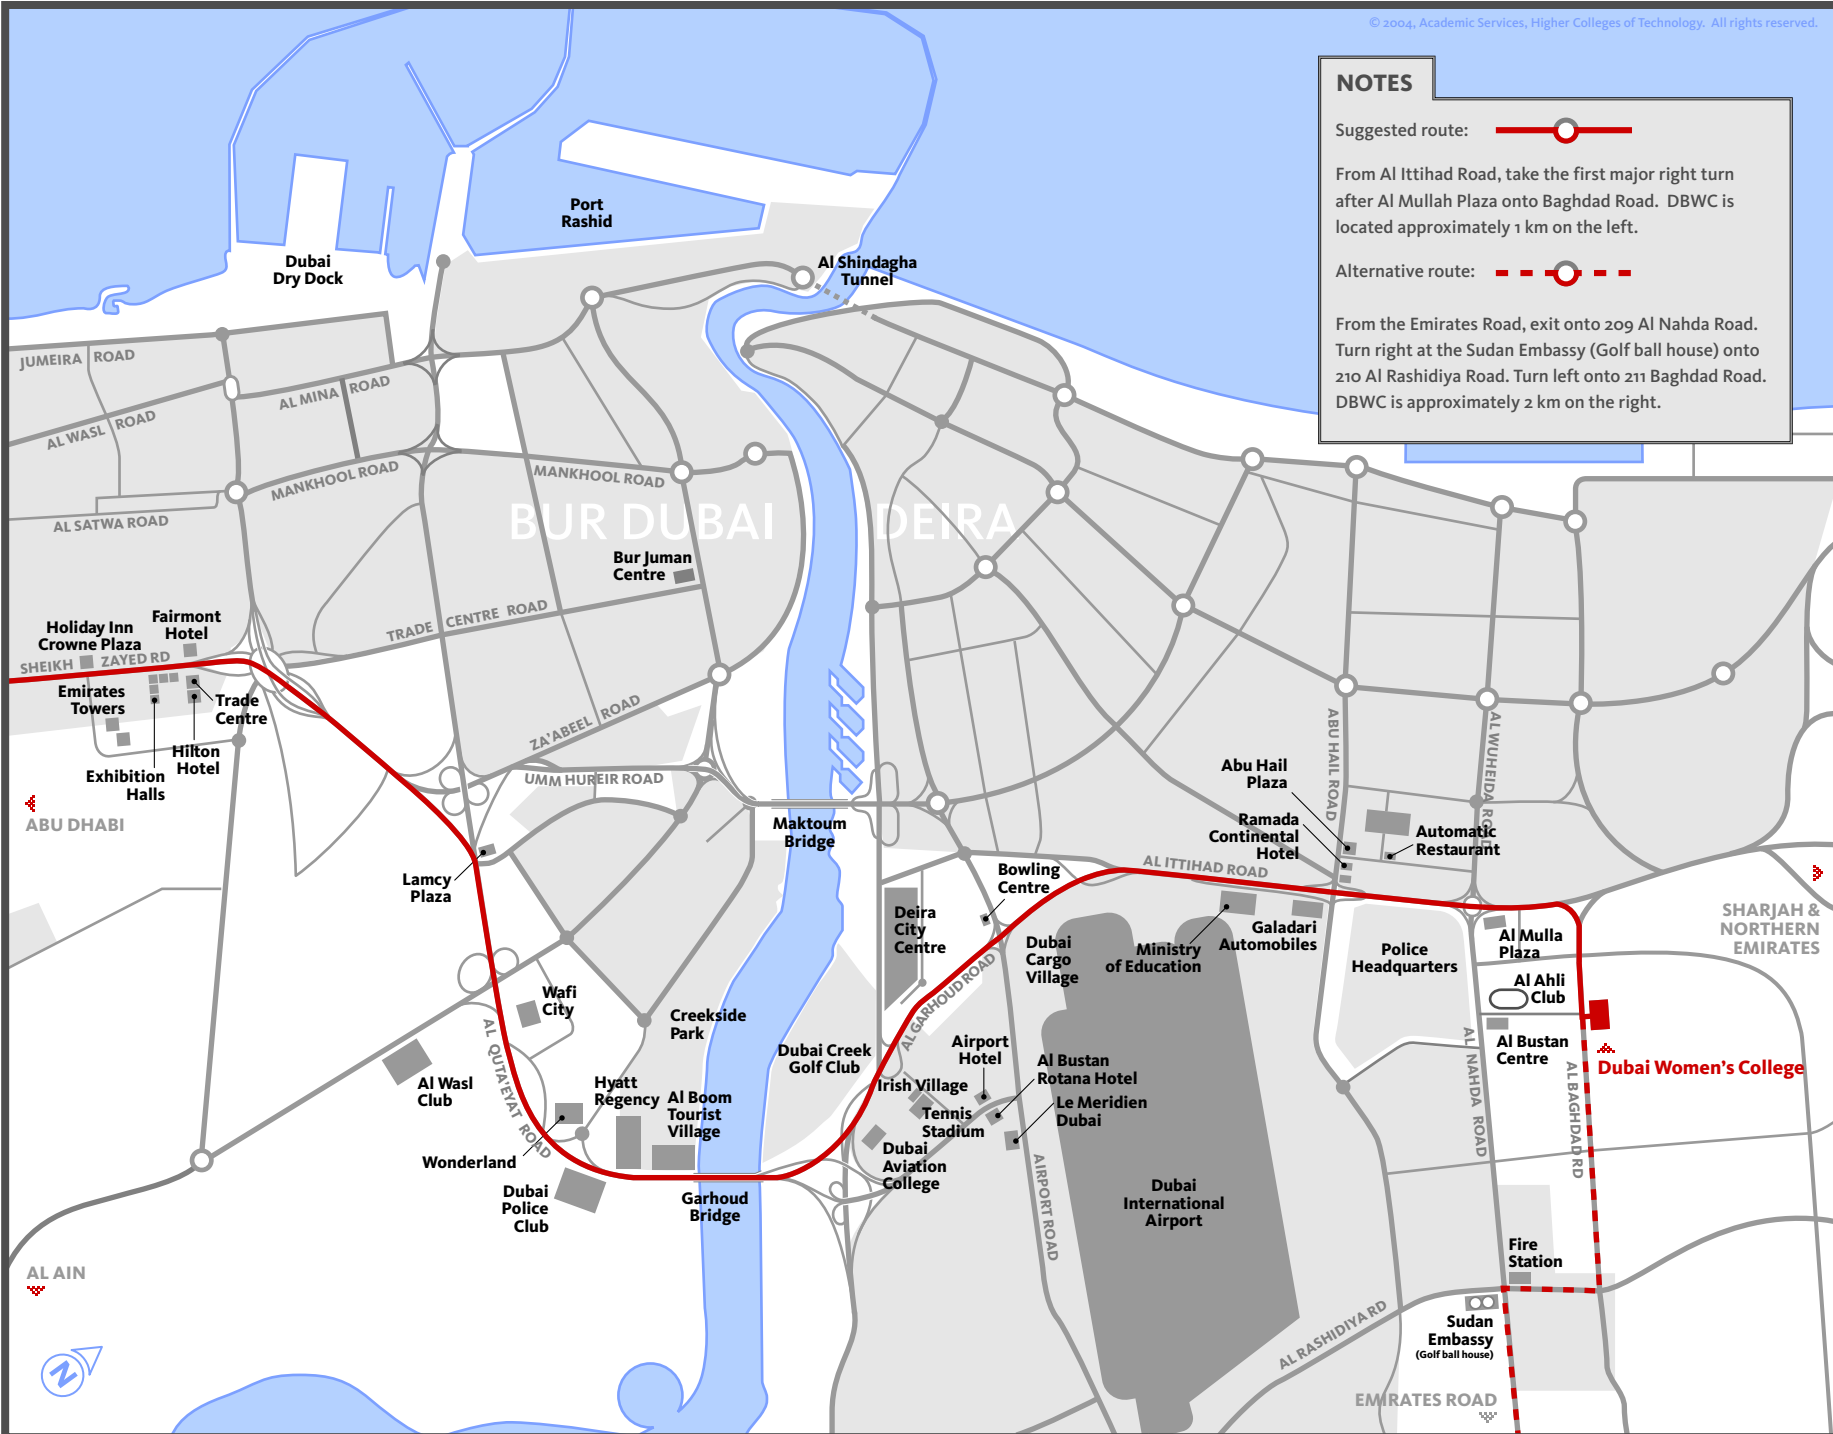 © 2004, Academic Services, Higher Colleges of Technology.  All rights reserved.
NOTES
Suggested route:
From Al Ittihad Road, take the first major right turn
after Al Mullah Plaza onto Baghdad Road.  DBWC is
located approximately 1 km on the left.
Alternative route:
From the Emirates Road, exit onto 209 Al Nahda Road.
Turn right at the Sudan Embassy (Golf ball house) onto
210 Al Rashidiya Road. Turn left onto 211 Baghdad Road.
DBWC is approximately 2 km on the right.
Port
Rashid
Dubai
Dry Dock
Al Shindagha
Tunnel
JUMEIRA ROAD
AL MINA ROAD
AL WASL ROAD
MANKHOOL ROAD
MANKHOOL ROAD
AL SATWA ROAD
BUR DUBAI
DEIRA
Bur Juman
Centre
TRADE CENTRE ROAD
Fairmont
Hotel
Holiday Inn
Crowne Plaza
SHEIKH ZAYED RD
Emirates
Towers
Trade
Centre
Hilton
Hotel
Exhibition
Halls
ABU DHABI
ZA'ABEEL ROAD
UMM HUREIR ROAD
Maktoum
Bridge
Lamcy
Plaza
ABU HAIL ROAD
AL WUHEIDA ROAD
Abu Hail
Plaza
Ramada
Continental
Hotel
Automatic
Restaurant
AL ITTIHAD ROAD
Bowling
Centre
Deira
City
Centre
Dubai
Cargo
Village
Ministry
of Education
Galadari
Automobiles
Police
Headquarters
Al Mulla
Plaza
SHARJAH &
NORTHERN
EMIRATES
Al Ahli
Club
Al Bustan
Centre
Dubai Women's College
AL GARHOUD ROAD
Wafi
City
Creekside
Park
Dubai Creek
Golf Club
Airport
Hotel
Al Bustan
Rotana Hotel
Irish Village
Le Meridien
Dubai
Tennis
Stadium
Al Wasl
Club
AL QUTA'EYAT ROAD
Hyatt
Regency
Al Boom
Tourist
Village
Wonderland
Dubai
Aviation
College
Dubai
Police
Club
Garhoud
Bridge
AIRPORT ROAD
Dubai
International
Airport
AL NAHDA ROAD
AL BAGHDAD RD
Fire
Station
AL AIN
Sudan
Embassy
(Golf ball house)
AL RASHIDIYA RD
EMIRATES ROAD
N